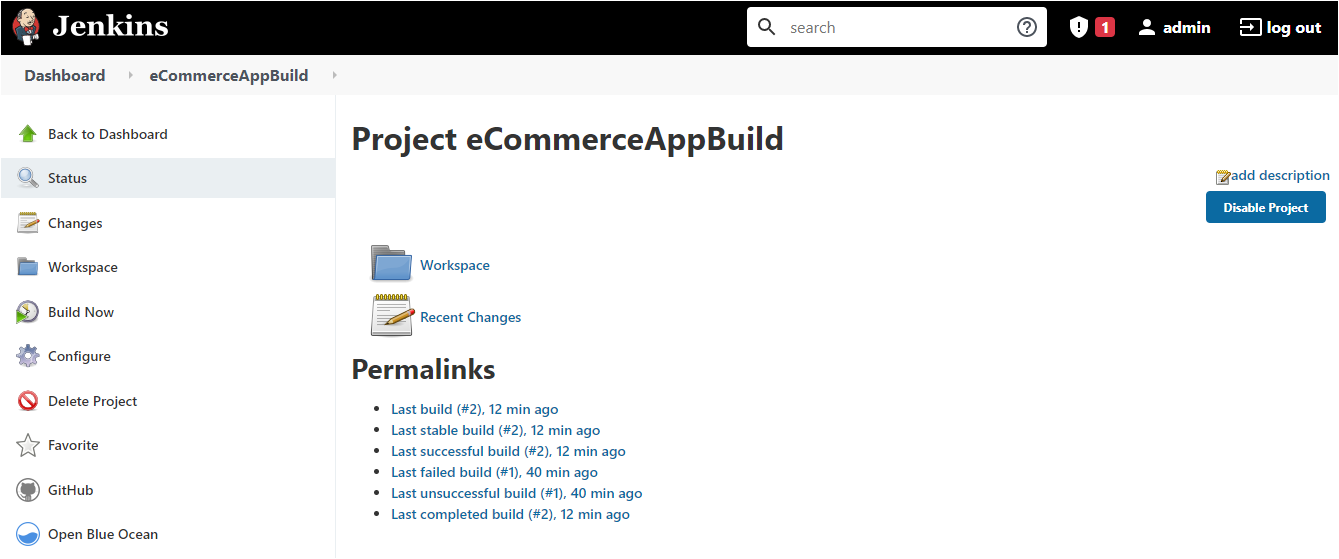 Jenkins
search
1
admin
log out
Dashboard
eCommerceAppBuild
Back to Dashboard
Status
Changes
Workspace
Build Now
Configure
Delete Project
Favorite
GitHub
Open Blue Ocean
Project eCommerceAppBuild
add description
Disable Project
Workspace
Recent Changes
Permalinks
Last build (#2), 12 min ago
Last stable build (#2), 12 min ago
Last successful build (#2), 12 min ago
Last failed build (#1), 40 min ago
Last unsuccessful build (#1), 40 min ago
Last completed build (#2), 12 min ago